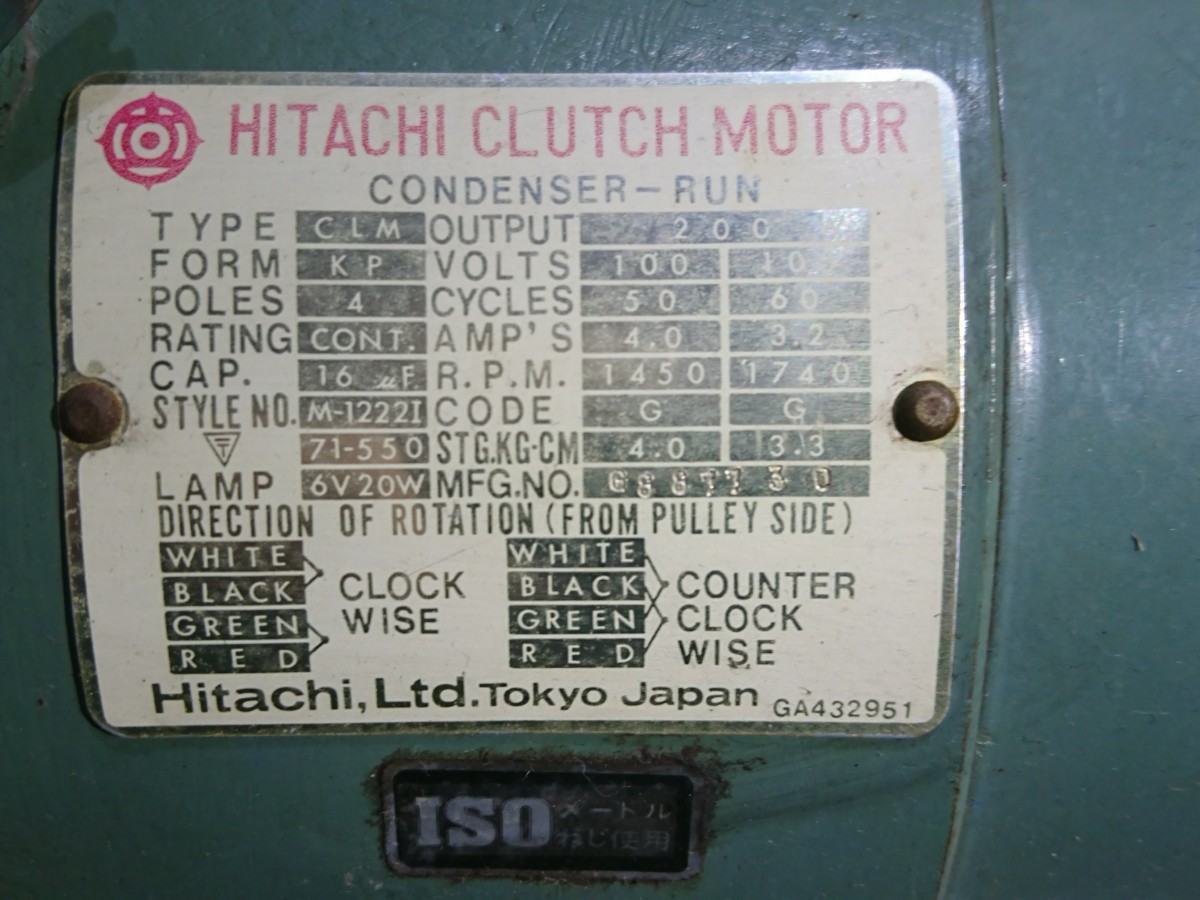 HITACHI CLUTCH MOTOR
CONDENSER-RUN
TYPE CLM OUTPUT 200
FORM KP VOLTS 100 100
POLES 4 CYCLES 50 60
RATING CONT. AMP'S 4.0 3.2
CAP. 16 μF. R.P.M. 1450 1740
STYLE NO. M-1222I CODE G G
〒 71-550 STG.KG-CM 4.0 3.3
LAMP 6V20W MFG.NO.
DIRECTION OF ROTATION (FROM PULLEY SIDE)
WHITE BLACK GREEN RED CLOCK WISE
WHITE BLACK GREEN RED COUNTER CLOCK WISE
Hitachi, Ltd. Tokyo Japan GA432951
ISO メートル
ねじ使用